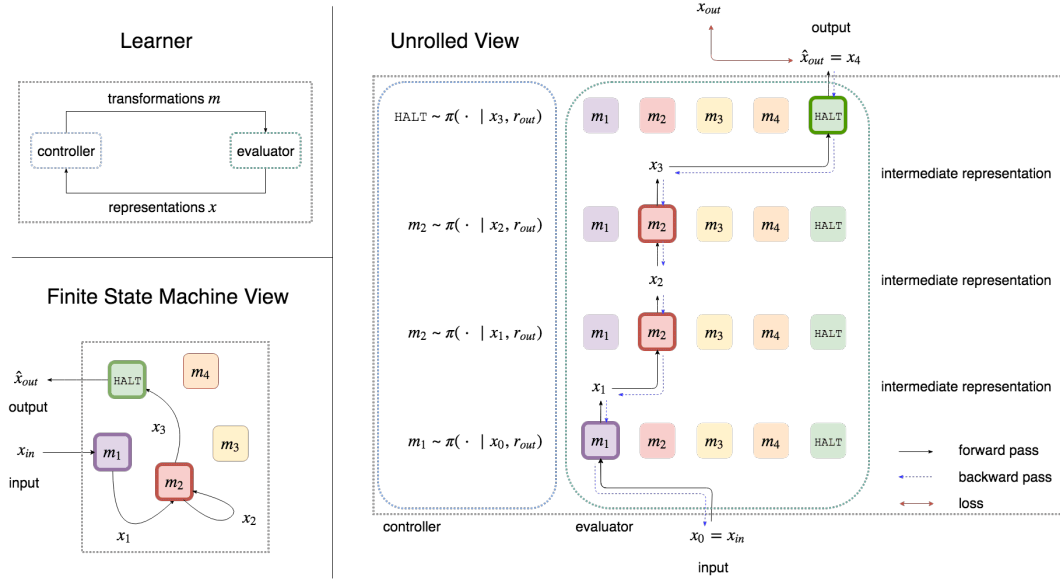 Learner
transformations m
controller
evaluator
representations x
Finite State Machine View
HALT
m4
x̂out
output
x3
m3
xin
m1
input
m2
x2
x1
Unrolled View
xout
output
x̂out = x4
HALT ~ π( · | x3, rout)
m1 m2 m3 m4 HALT
x3
intermediate representation
m2 ~ π( · | x2, rout)
m1 m2 m3 m4 HALT
x2
intermediate representation
m2 ~ π( · | x1, rout)
m1 m2 m3 m4 HALT
x1
intermediate representation
m1 ~ π( · | x0, rout)
m1 m2 m3 m4 HALT
forward pass
backward pass
loss
controller
evaluator
x0 = xin
input